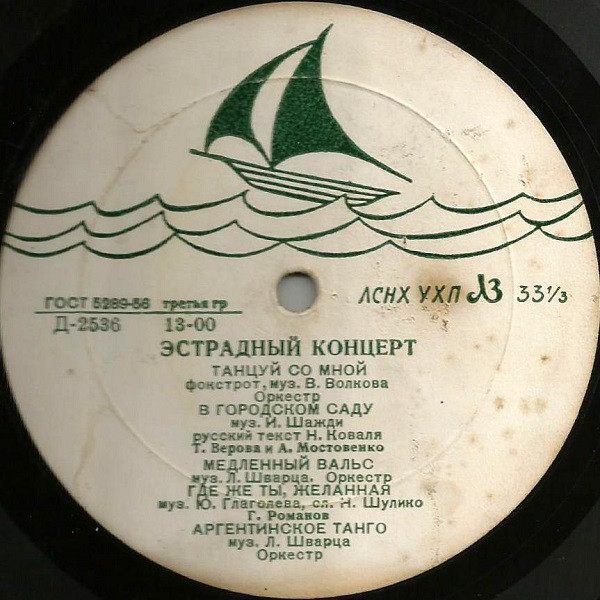 ГОСТ 5289-56 третья гр
ЛСНХ УХП ЛЗ 33⅓
Д-2536 13-00
ЭСТРАДНЫЙ КОНЦЕРТ
ТАНЦУЙ СО МНОЙ
фокстрот, муз. В. Волкова
Оркестр
В ГОРОДСКОМ САДУ
муз. И. Шажди
русский текст Н. Коваля
Т. Верова и А. Мостовенко
МЕДЛЕННЫЙ ВАЛЬС
муз. Л. Шварца. Оркестр
ГДЕ ЖЕ ТЫ, ЖЕЛАННАЯ
муз. Ю. Глаголева, сл. Н. Шулико
Г. Романов
АРГЕНТИНСКОЕ ТАНГО
муз. Л. Шварца
Оркестр